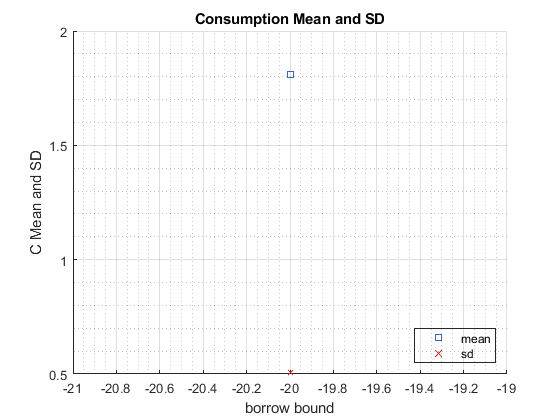 Consumption Mean and SD
2
1.5
1
0.5
C Mean and SD
mean
sd
-21 -20.8 -20.6 -20.4 -20.2 -20 -19.8 -19.6 -19.4 -19.2 -19
borrow bound